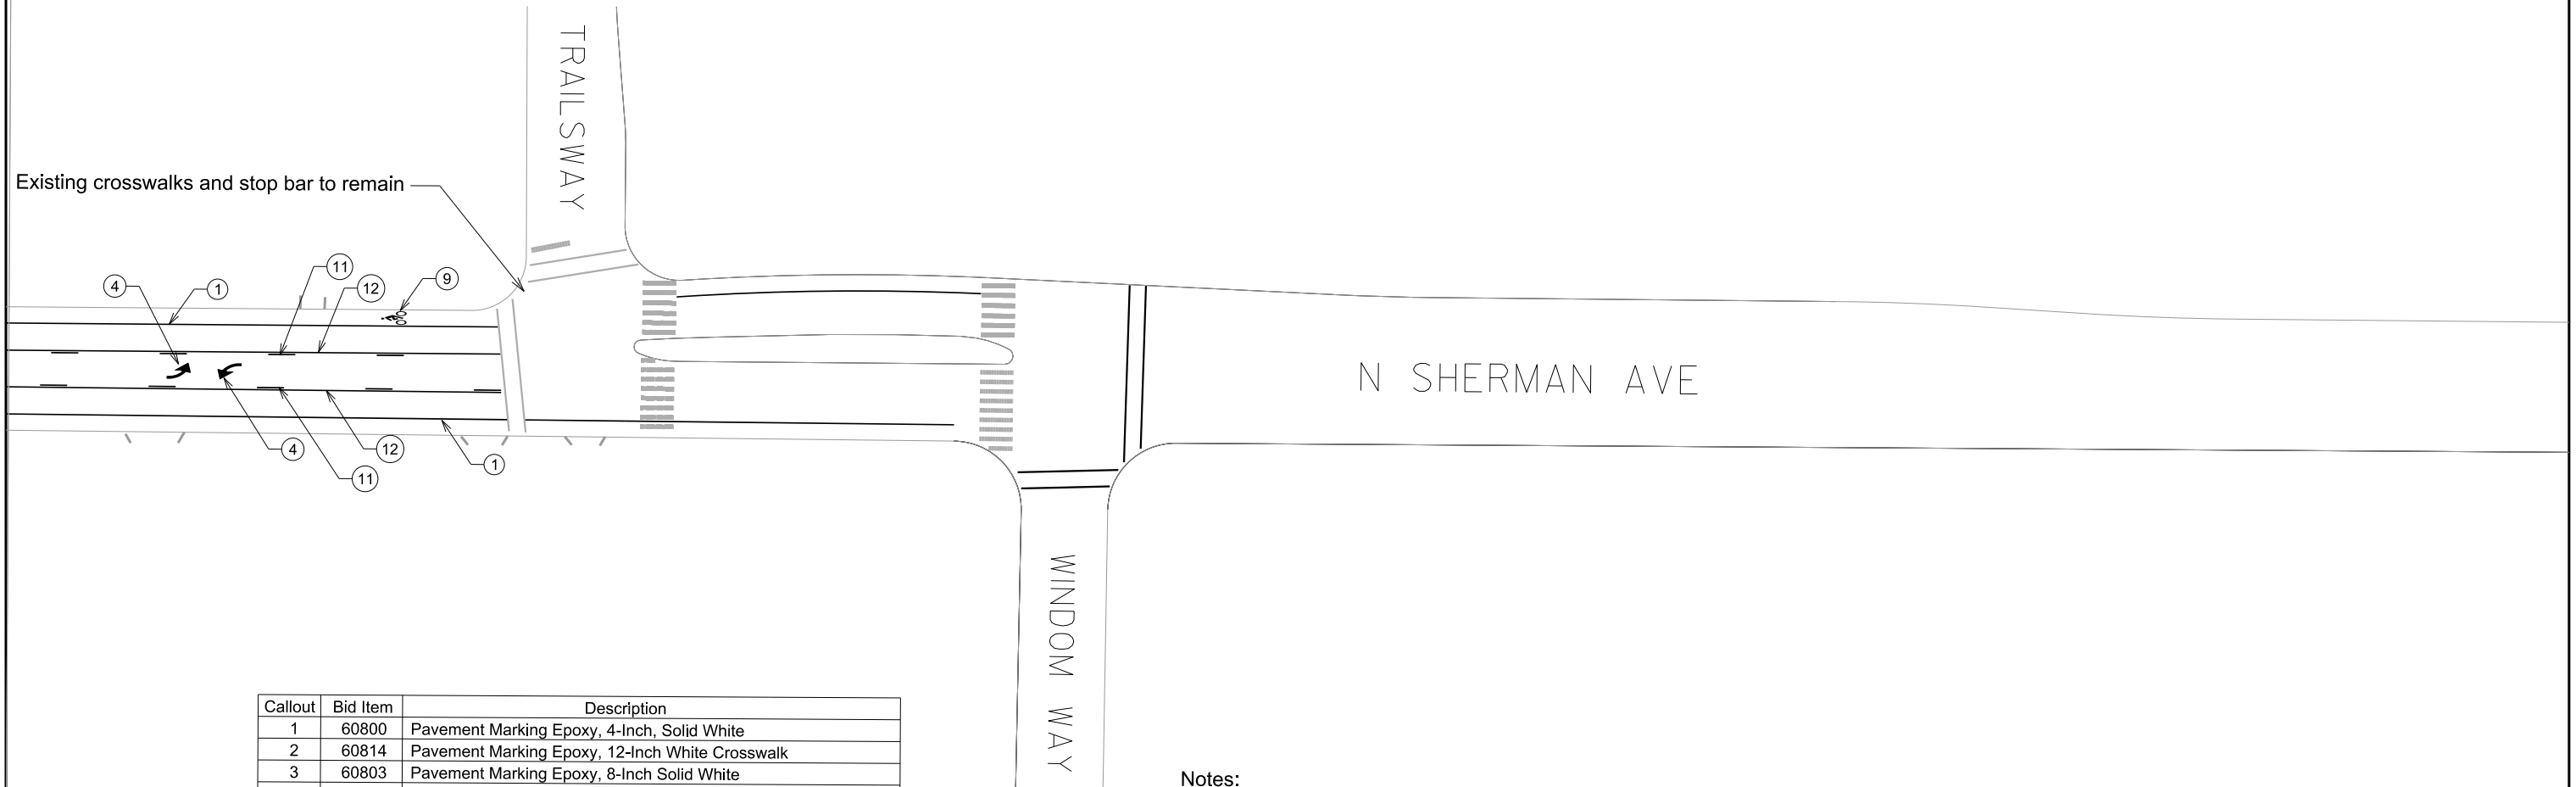 TRAILSWAY
Existing crosswalks and stop bar to remain
4
1
11
12
9
N SHERMAN AVE
4
12
11
1
WINDOM WAY
Callout Bid Item Description
1 60800 Pavement Marking Epoxy, 4-Inch, Solid White
2 60814 Pavement Marking Epoxy, 12-Inch White Crosswalk
3 60803 Pavement Marking Epoxy, 8-Inch Solid White
Notes: